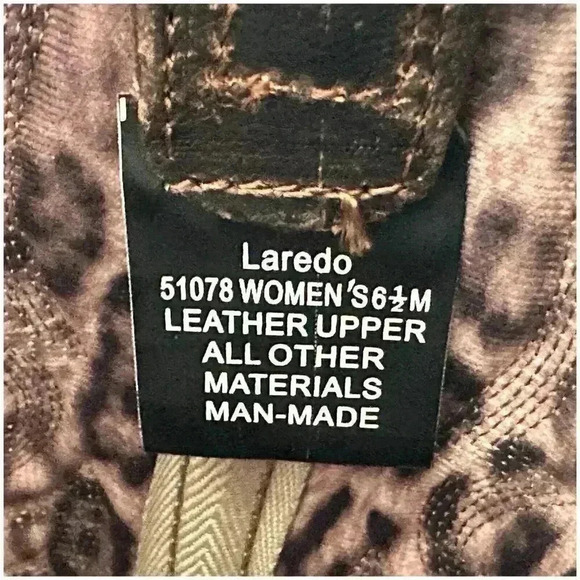 Laredo
51078 WOMEN'S 6½M
LEATHER UPPER
ALL OTHER
MATERIALS
MAN-MADE